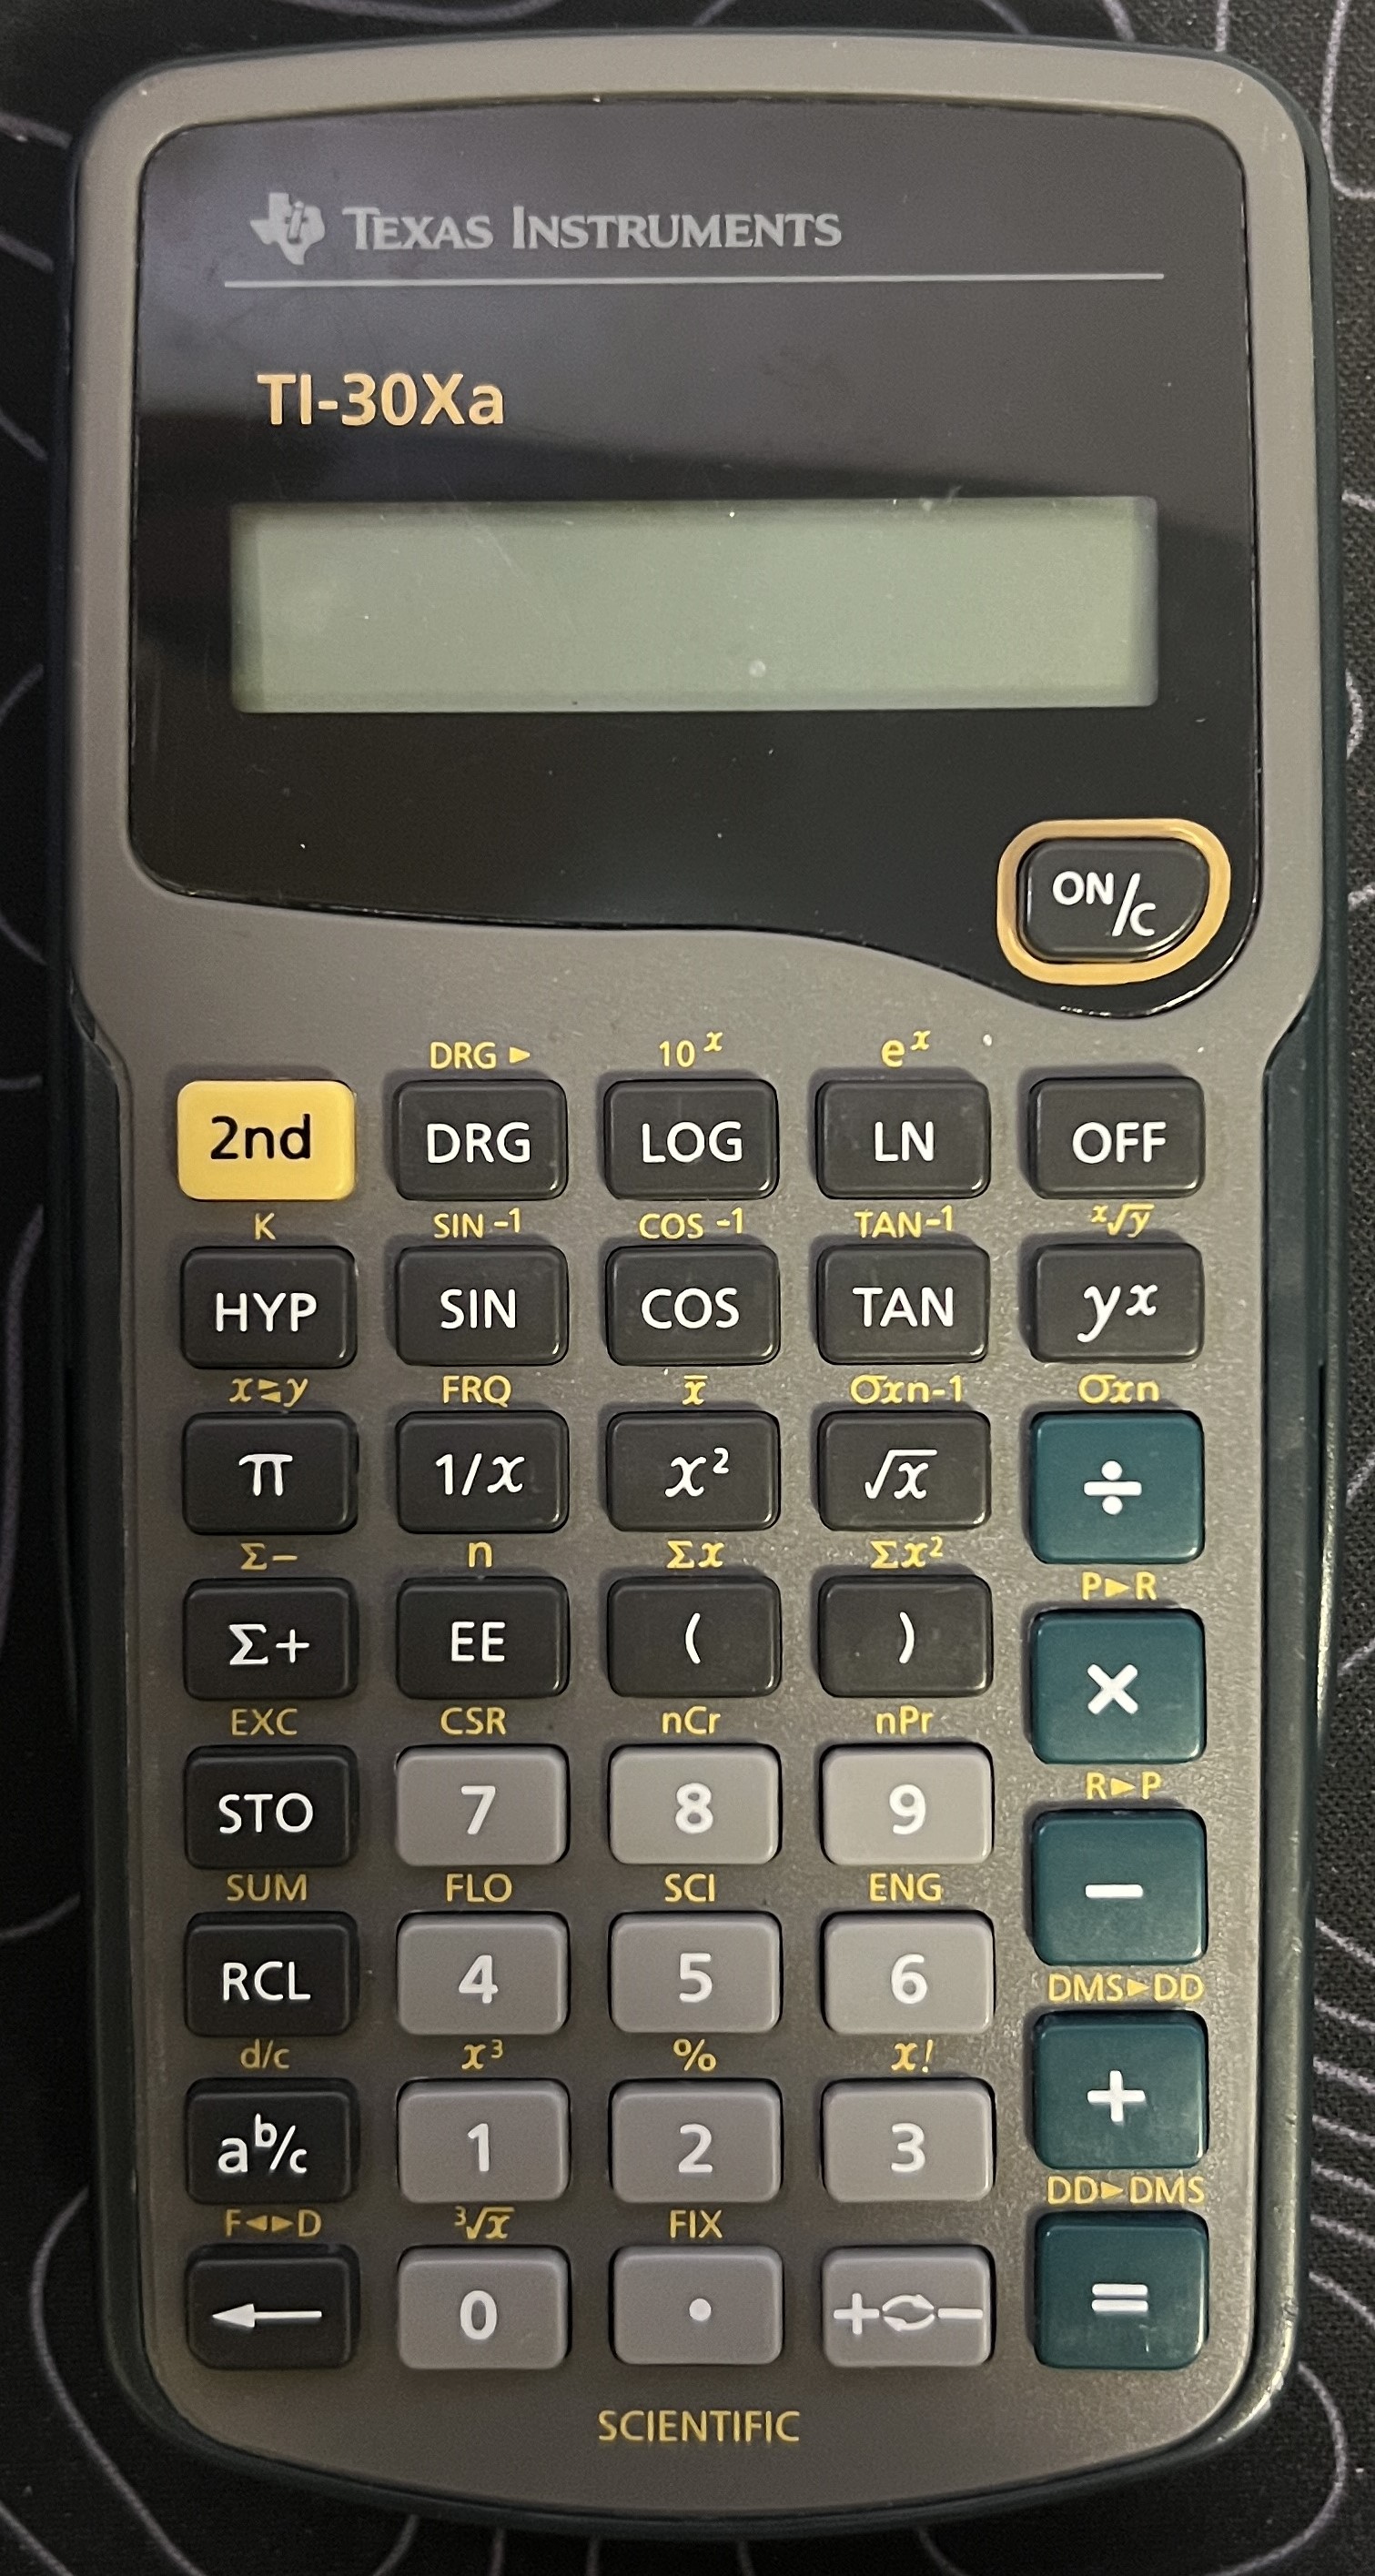 TEXAS INSTRUMENTS
TI-30Xa
ON/C
DRG ► 10ˣ eˣ
2nd DRG LOG LN OFF
K SIN⁻¹ COS⁻¹ TAN⁻¹ ˣ√y
HYP SIN COS TAN yˣ
x⇄y FRQ x̄ σxn-1 σxn
π 1/x x² √x ÷
Σ− n Σx Σx² P►R
Σ+ EE ( ) ×
EXC CSR nCr nPr R►P
STO 7 8 9 −
SUM FLO SCI ENG DMS►DD
RCL 4 5 6 +
d/c x³ % x! DD►DMS
ab/c 1 2 3 =
F◄►D ³√x FIX
← 0 . +⇄−
SCIENTIFIC